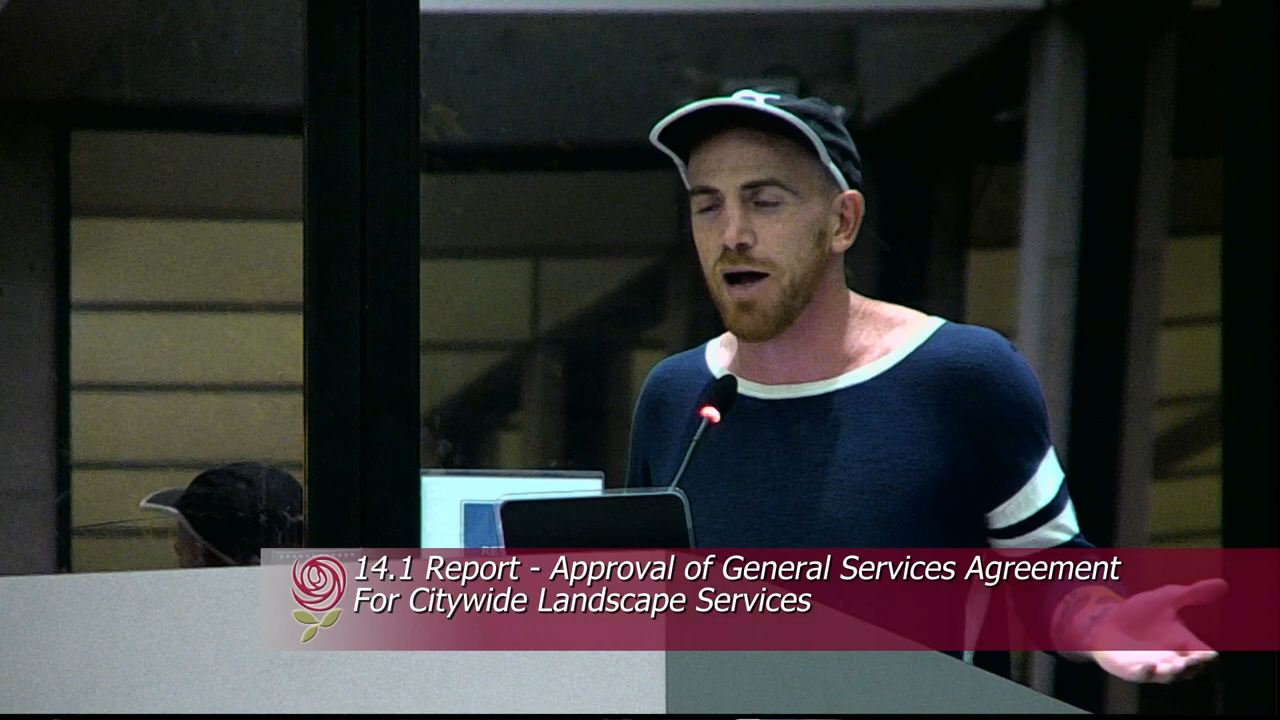 14.1 Report - Approval of General Services Agreement
For Citywide Landscape Services